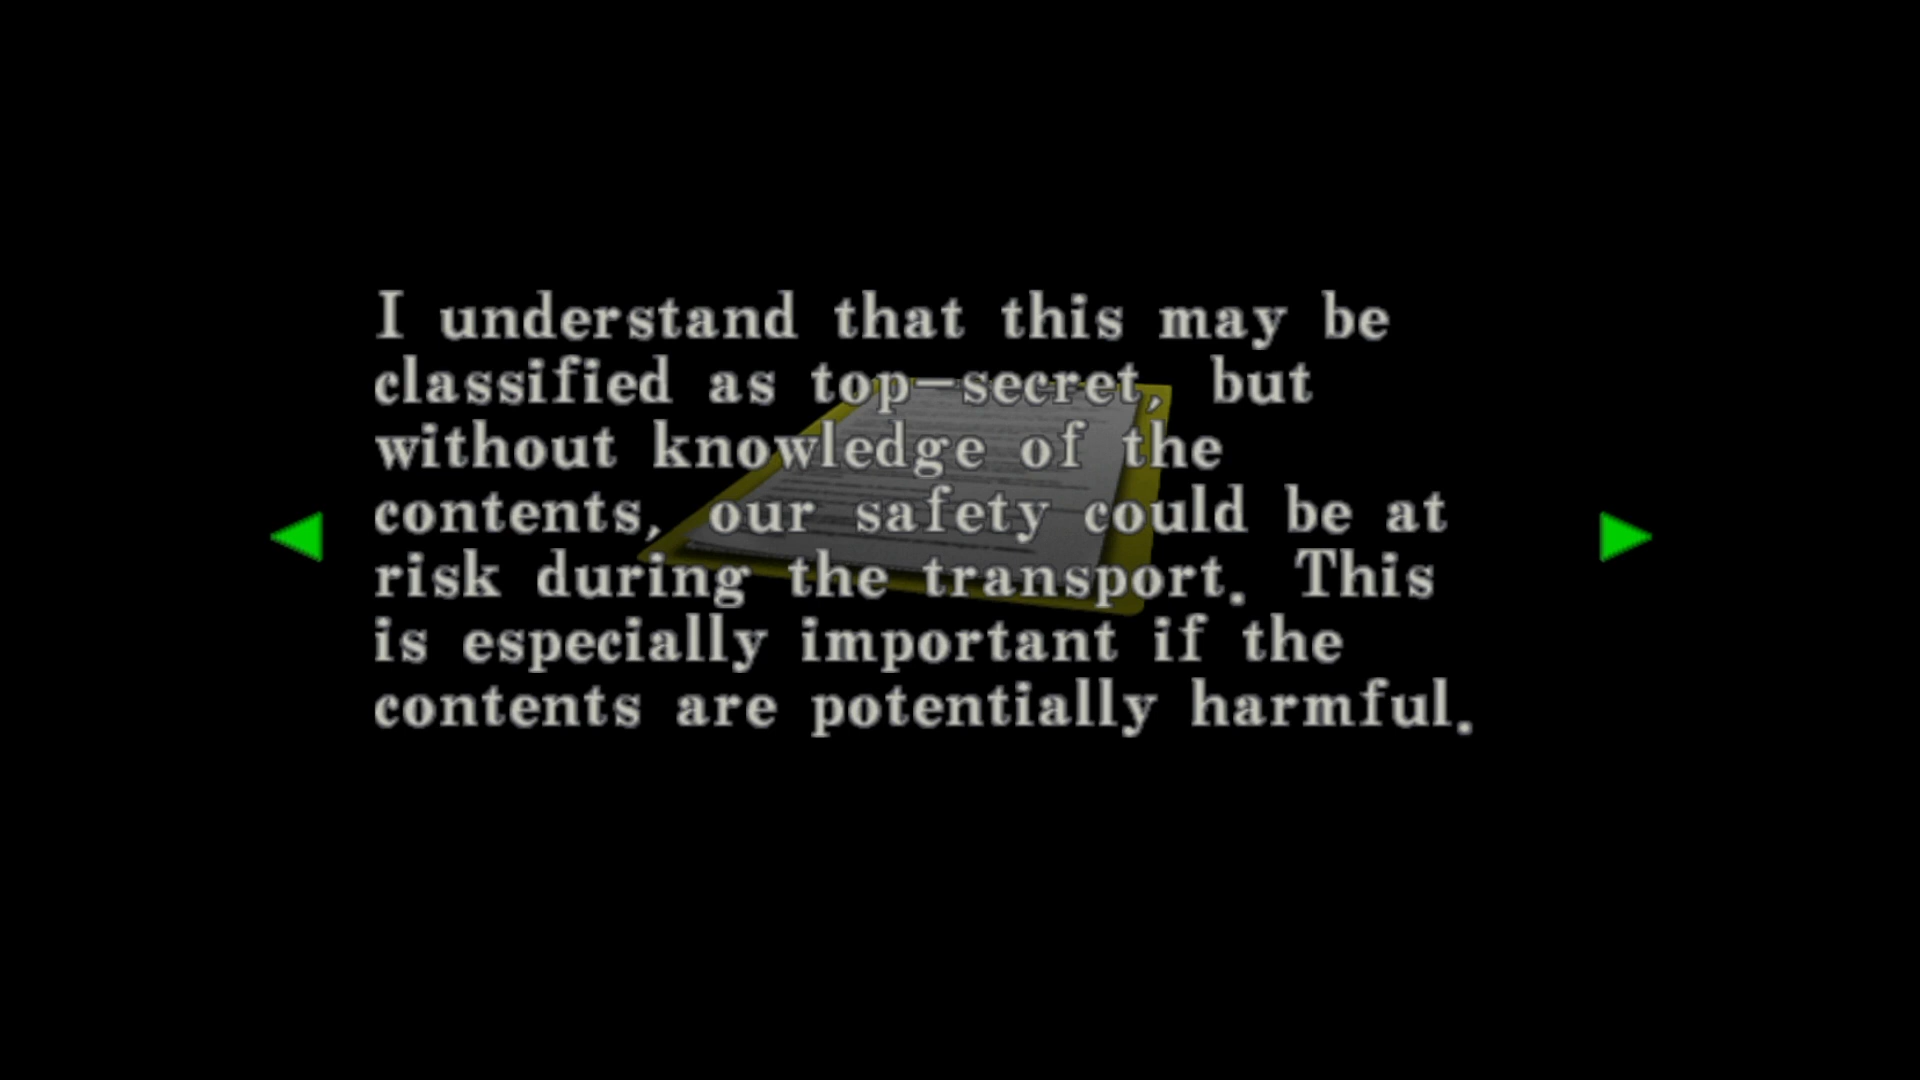 I understand that this may be
classified as top-secret, but
without knowledge of the
contents, our safety could be at
risk during the transport. This
is especially important if the
contents are potentially harmful.